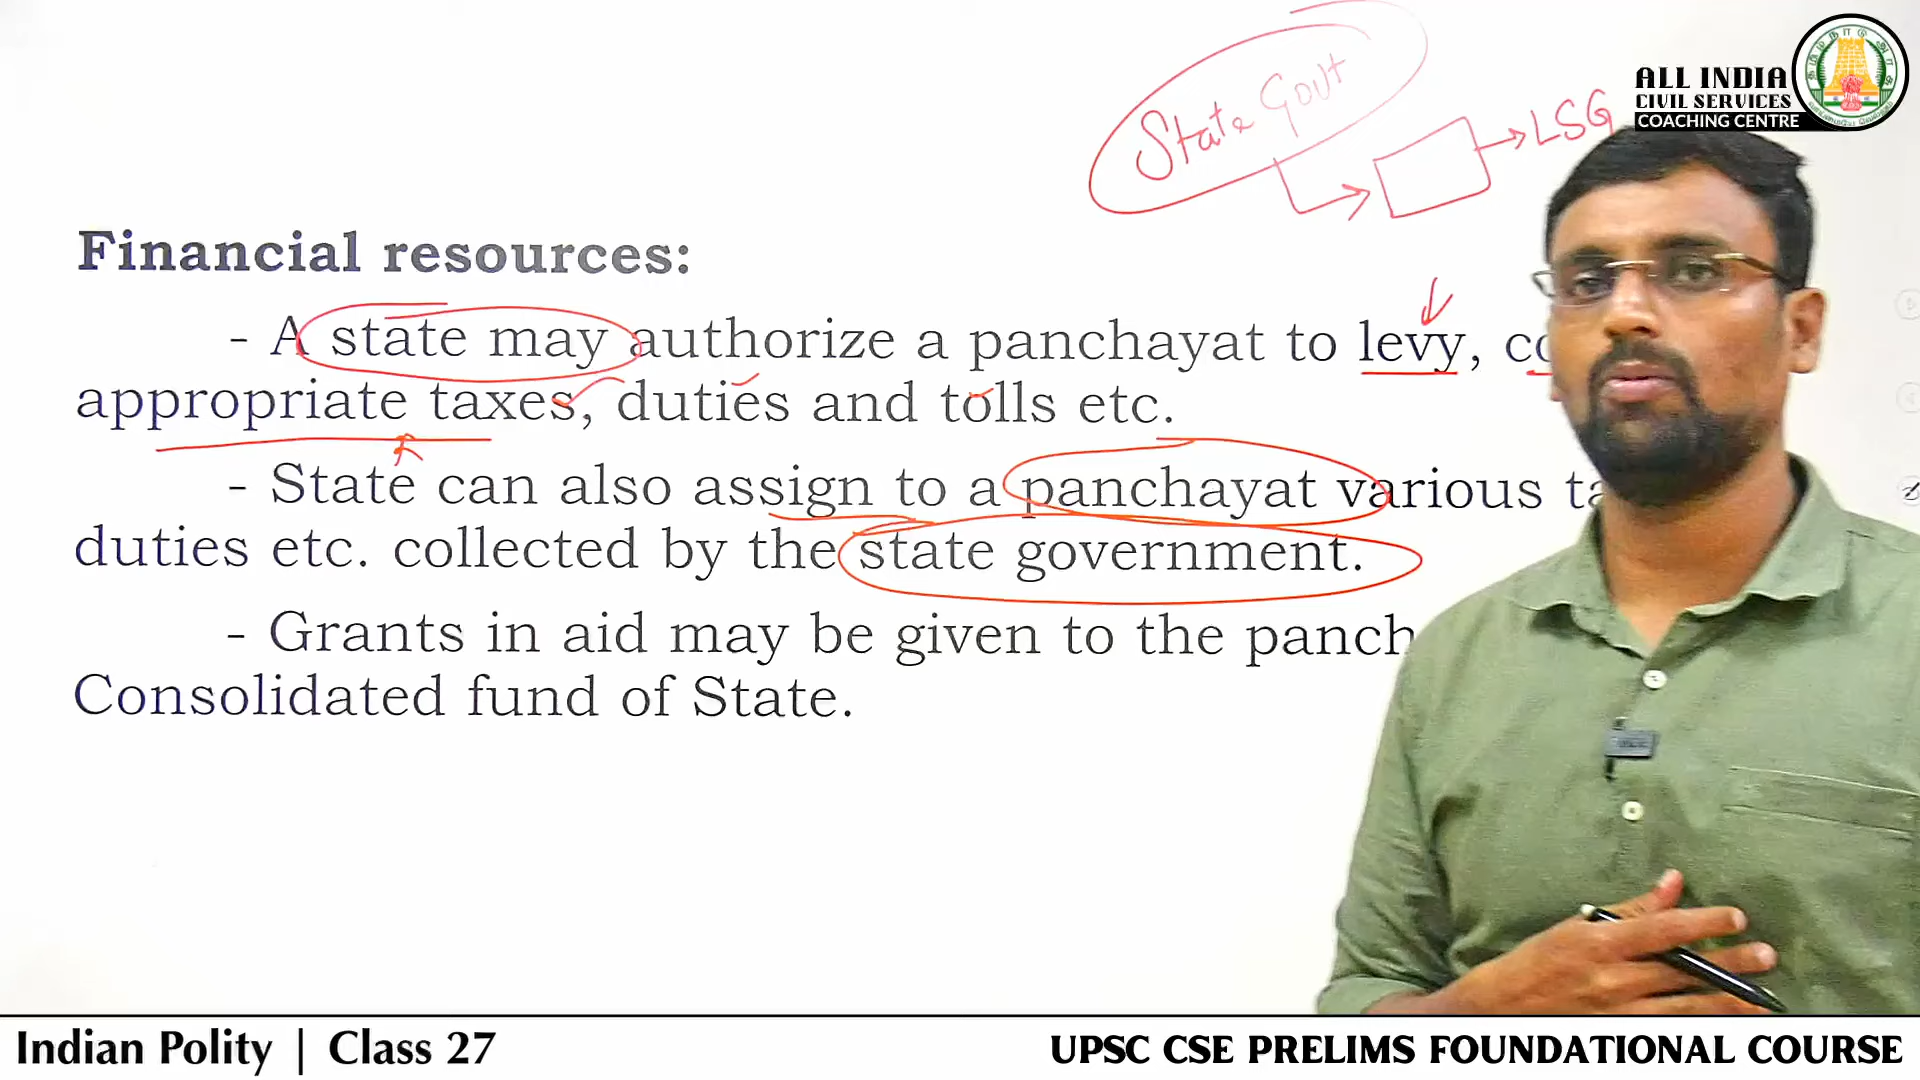 State Govt
LSG
ALL INDIA
CIVIL SERVICES
COACHING CENTRE
Financial resources:
- A state may authorize a panchayat to levy,
appropriate taxes, duties and tolls etc.
- State can also assign to a panchayat various
duties etc. collected by the state government.
- Grants in aid may be given to the
Consolidated fund of State.
Indian Polity | Class 27
UPSC CSE PRELIMS FOUNDATIONAL COURSE